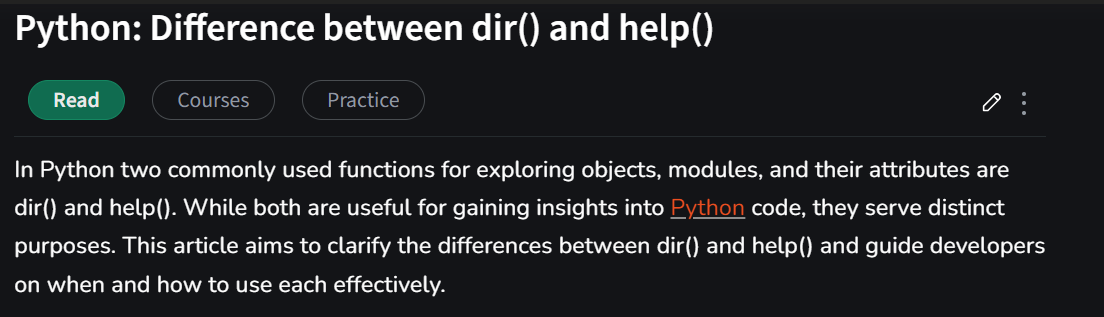 Python: Difference between dir() and help()
Read
Courses
Practice
In Python two commonly used functions for exploring objects, modules, and their attributes are
dir() and help(). While both are useful for gaining insights into Python code, they serve distinct
purposes. This article aims to clarify the differences between dir() and help() and guide developers
on when and how to use each effectively.